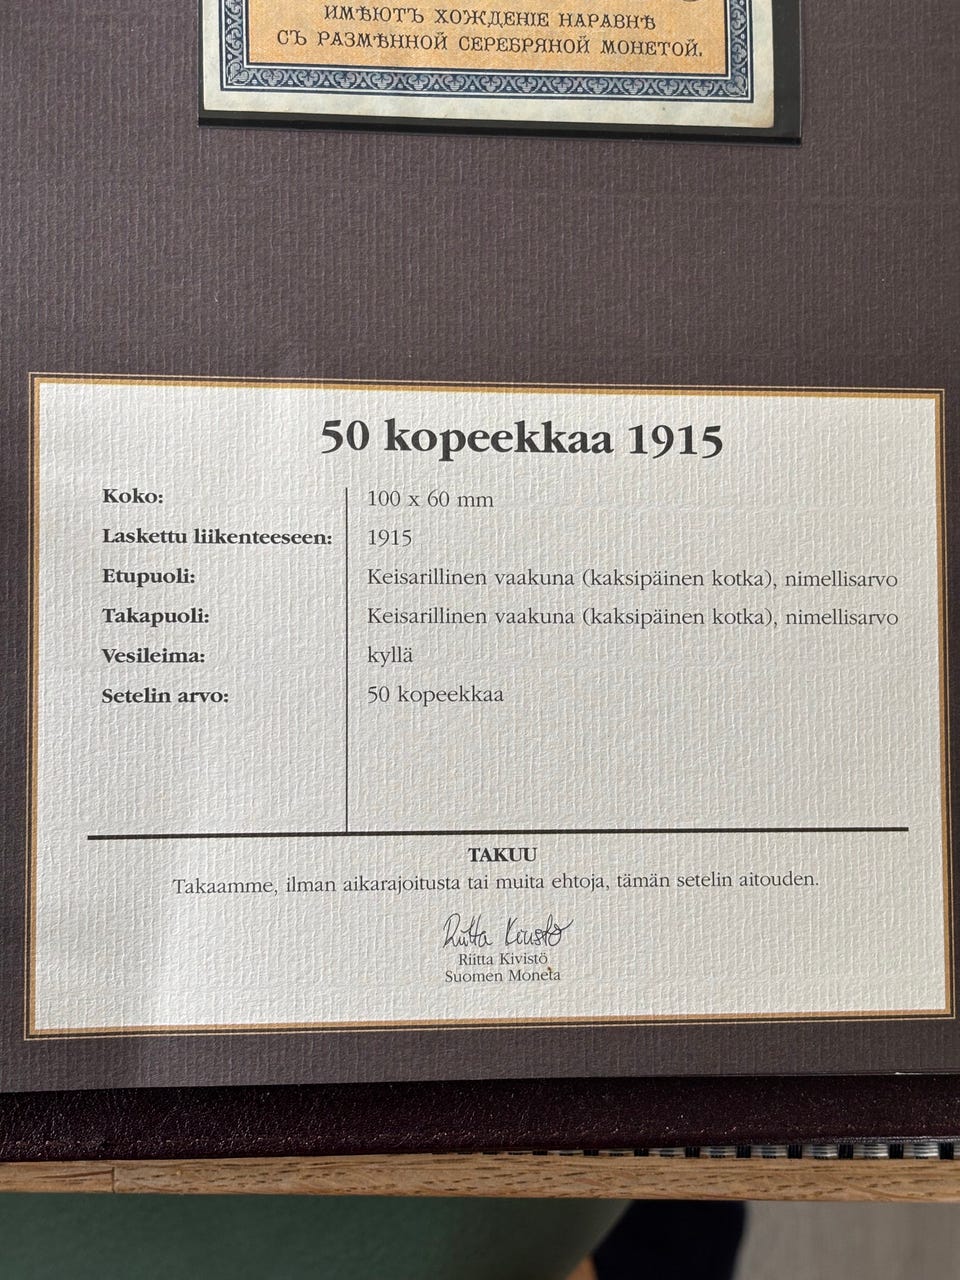 ИМѢЮТЪ ХОЖДЕНІЕ НАРАВНѢ
СЪ РАЗМѢННОЙ СЕРЕБРЯНОЙ МОНЕТОЙ.
50 kopeekkaa 1915
Koko: 100 x 60 mm
Laskettu liikenteeseen: 1915
Etupuoli: Keisarillinen vaakuna (kaksipäinen kotka), nimellisarvo
Takapuoli: Keisarillinen vaakuna (kaksipäinen kotka), nimellisarvo
Vesileima: kyllä
Setelin arvo: 50 kopeekkaa
TAKUU
Takaamme, ilman aikarajoitusta tai muita ehtoja, tämän setelin aitouden.
Riitta Kivistö
Riitta Kivistö
Suomen Moneta